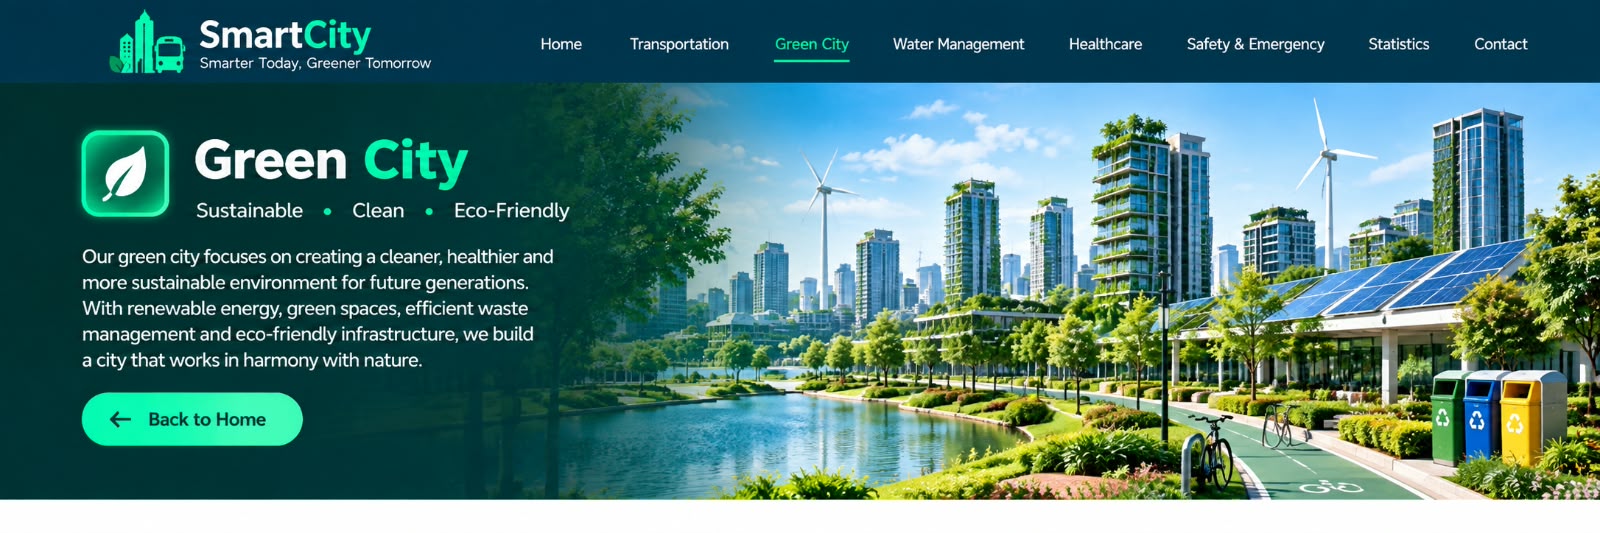 SmartCity
Smarter Today, Greener Tomorrow
Home
Transportation
Green City
Water Management
Healthcare
Safety & Emergency
Statistics
Contact
Green City
Sustainable • Clean • Eco-Friendly
Our green city focuses on creating a cleaner, healthier and
more sustainable environment for future generations.
With renewable energy, green spaces, efficient waste
management and eco-friendly infrastructure, we build
a city that works in harmony with nature.
← Back to Home